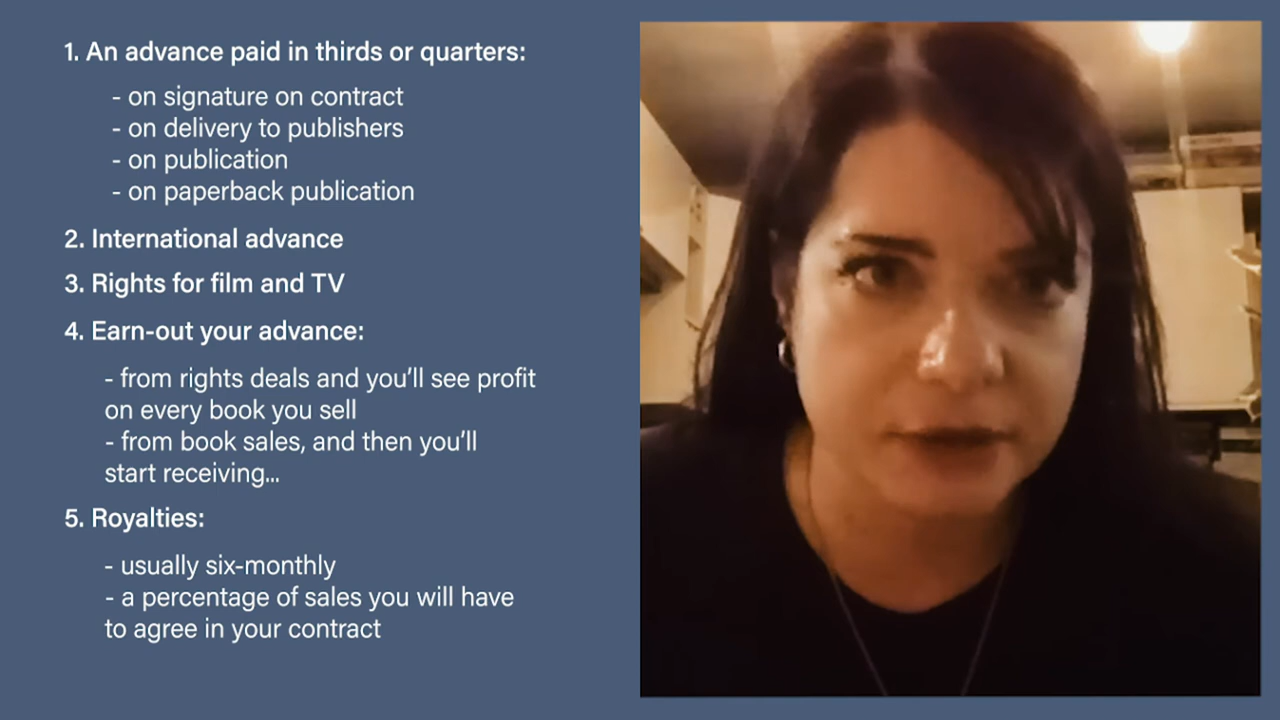 1. An advance paid in thirds or quarters:
- on signature on contract
- on delivery to publishers
- on publication
- on paperback publication
2. International advance
3. Rights for film and TV
4. Earn-out your advance:
- from rights deals and you’ll see profit
on every book you sell
- from book sales, and then you’ll
start receiving...
5. Royalties:
- usually six-monthly
- a percentage of sales you will have
to agree in your contract